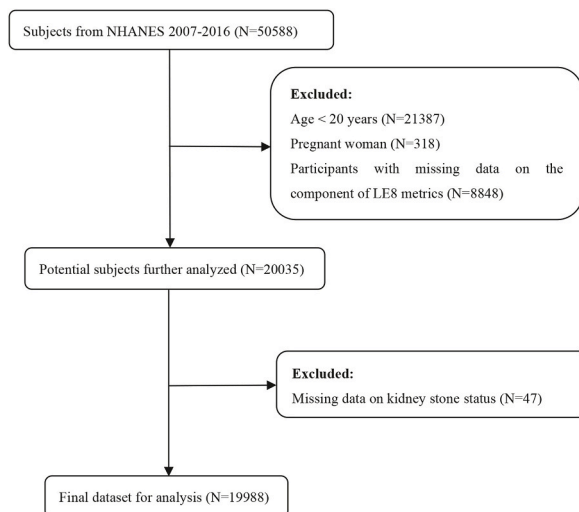 Subjects from NHANES 2007-2016 (N=50588)
Excluded:
Age < 20 years (N=21387)
Pregnant woman (N=318)
Participants with missing data on the
component of LE8 metrics (N=8848)
Potential subjects further analyzed (N=20035)
Excluded:
Missing data on kidney stone status (N=47)
Final dataset for analysis (N=19988)